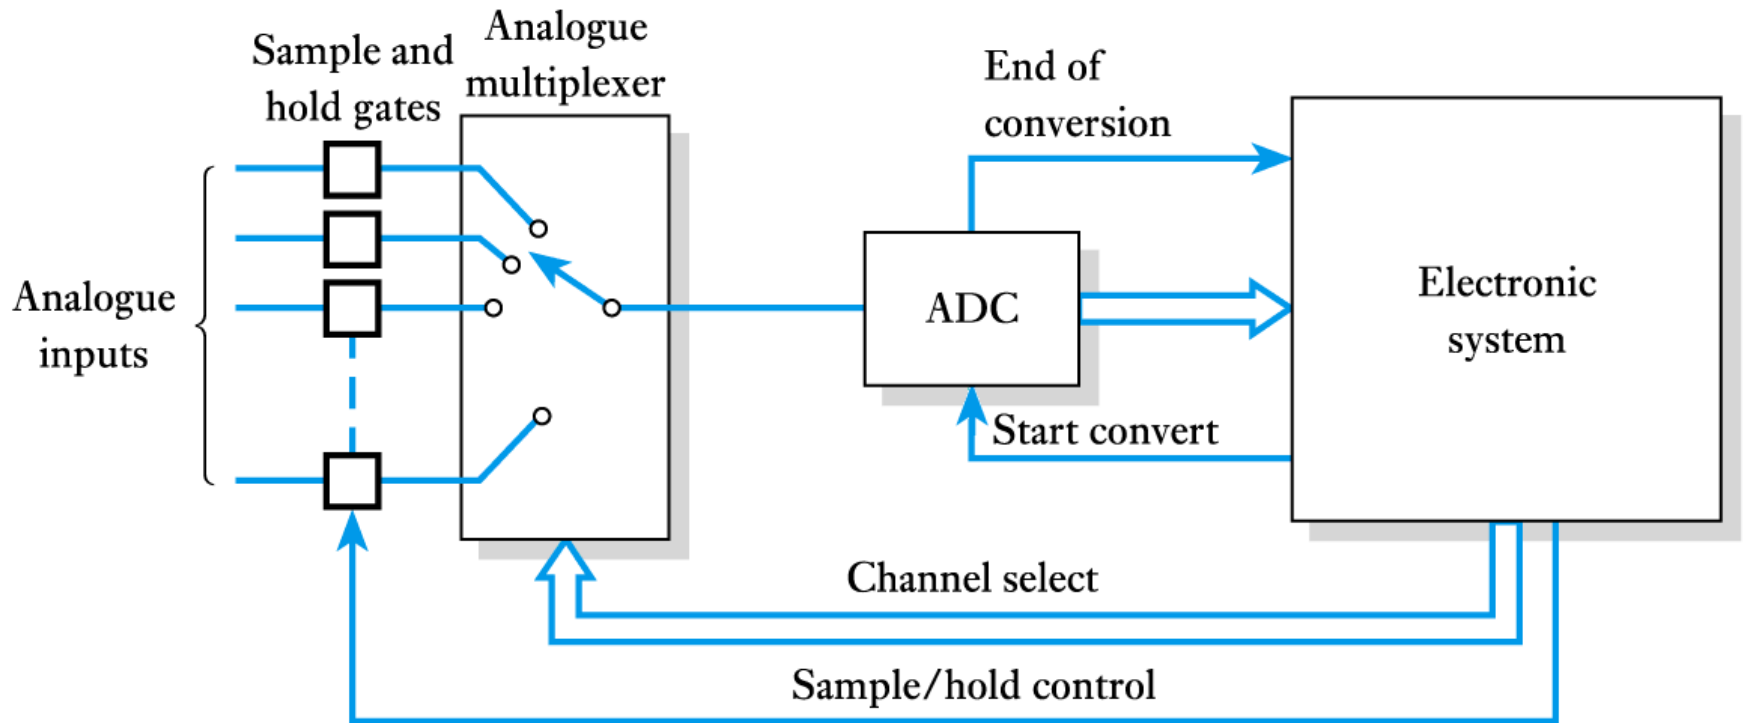 Sample and
hold gates
Analogue
multiplexer
End of
conversion
Analogue
inputs
ADC
Electronic
system
Start convert
Channel select
Sample/hold control